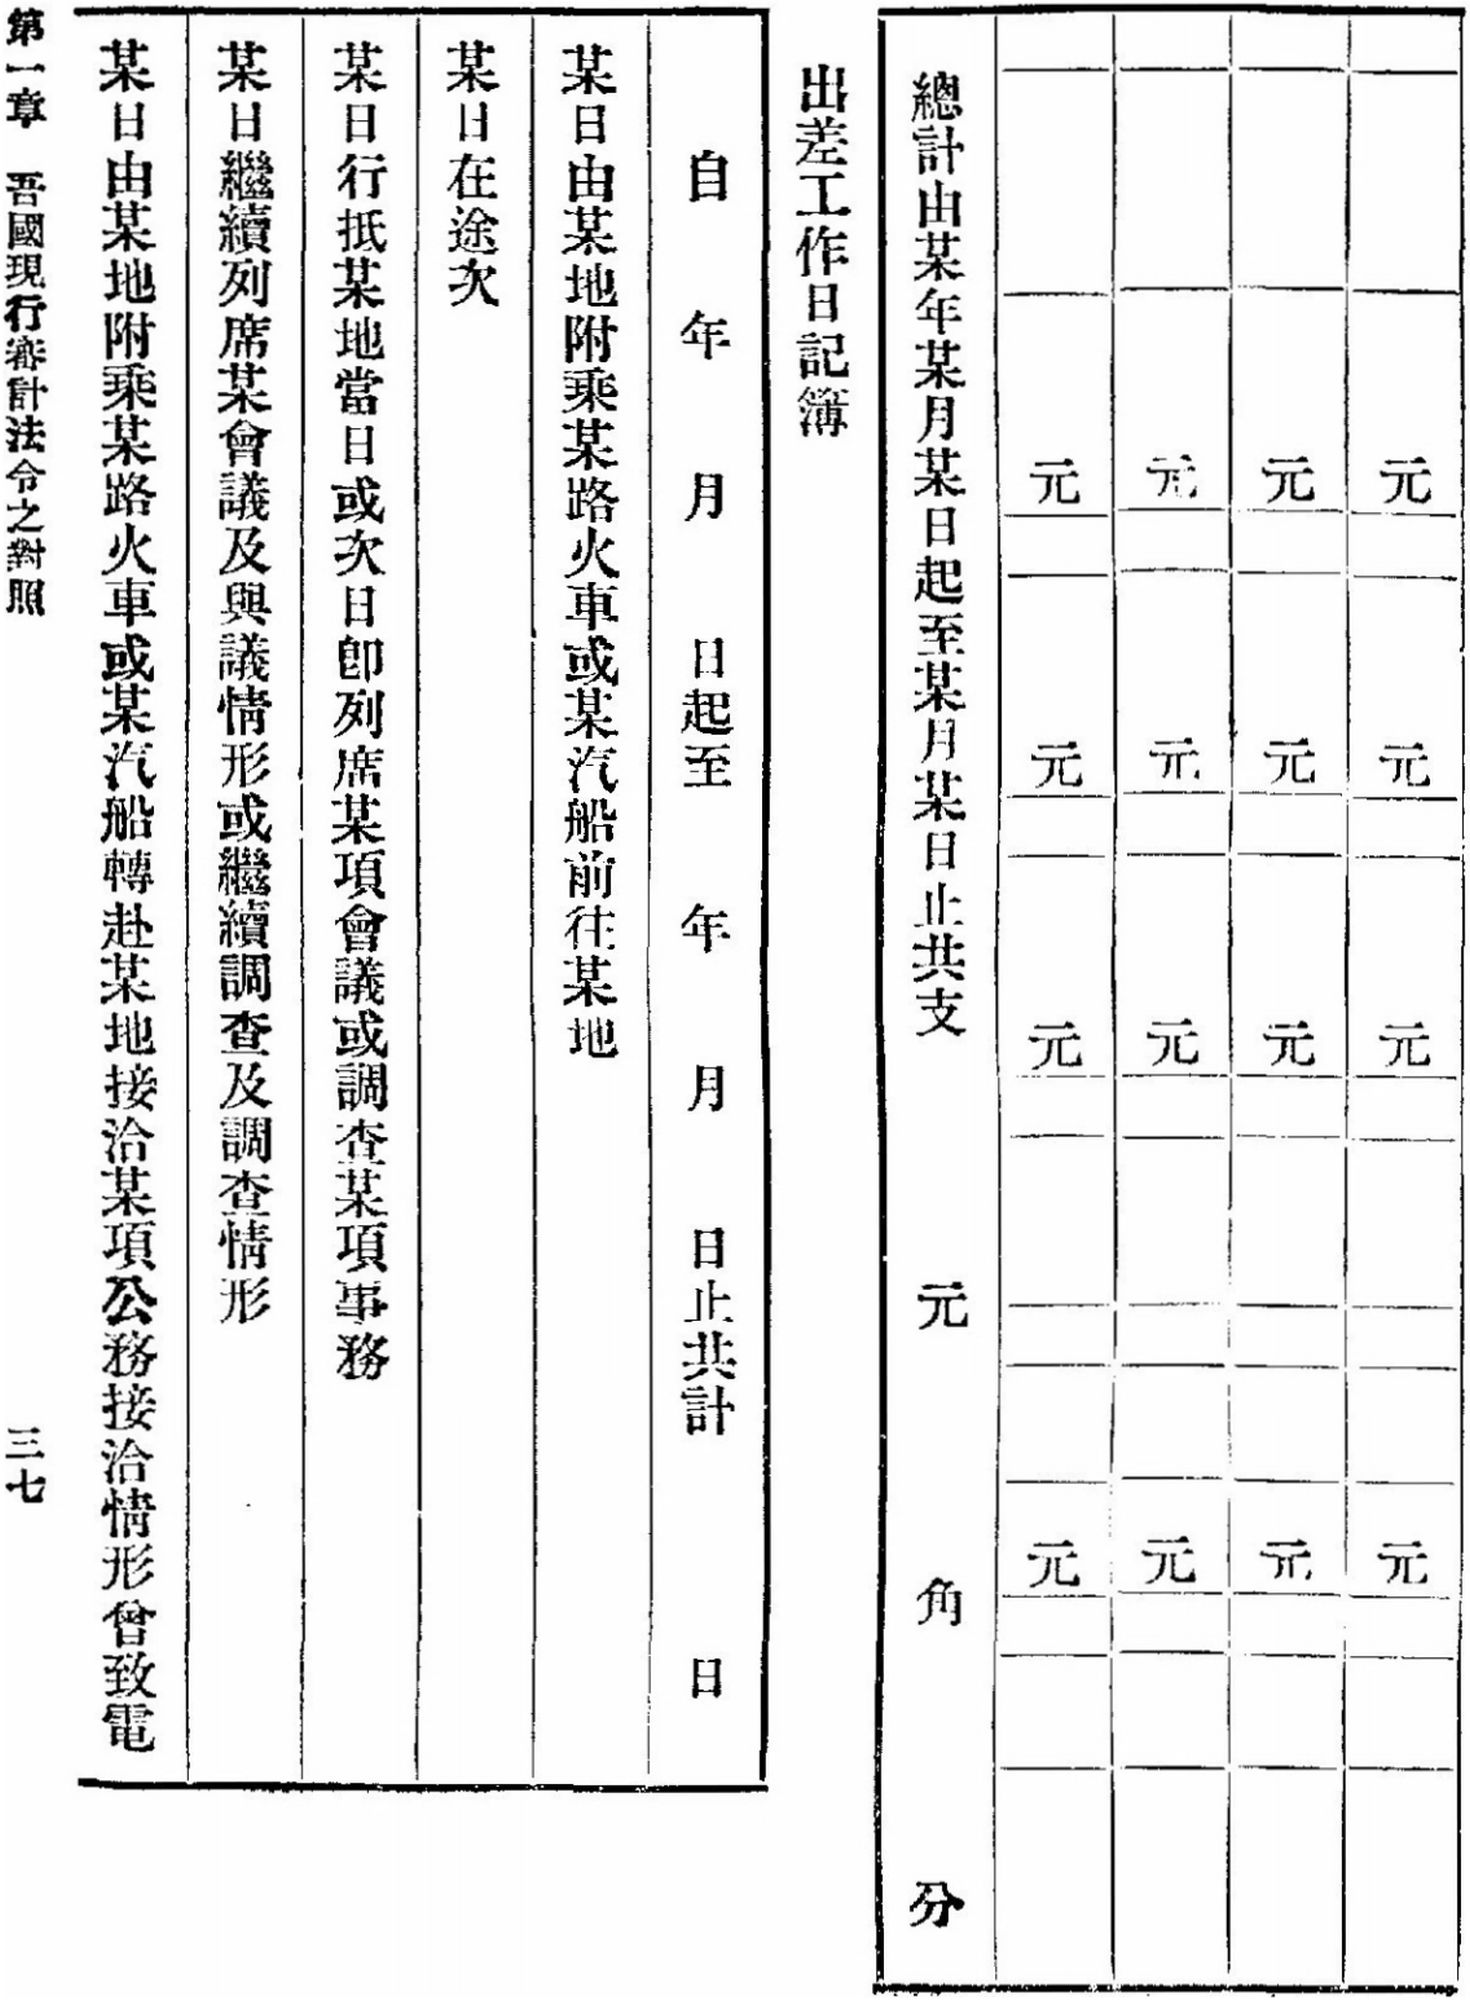 元 元 元 元
元 元 元 元
元 元 元 元
元 元 元 元
總計由某年某月某日起至某月某日止共支 元 角 分
出差工作日記簿
自 年 月 日起至 年 月 日止共計 日
某日由某地附乘某路火車或某汽船前往某地
某日在途次
某日行抵某地當日或次日卽列席某項會議或調查某項事務
某日繼續列席某會議及與議情形或繼續調查及調查情形
某日由某地附乘某路火車或某汽船轉赴某地接洽某項公務接洽情形曾致電
第一章 吾國現行審計法令之對照
三七